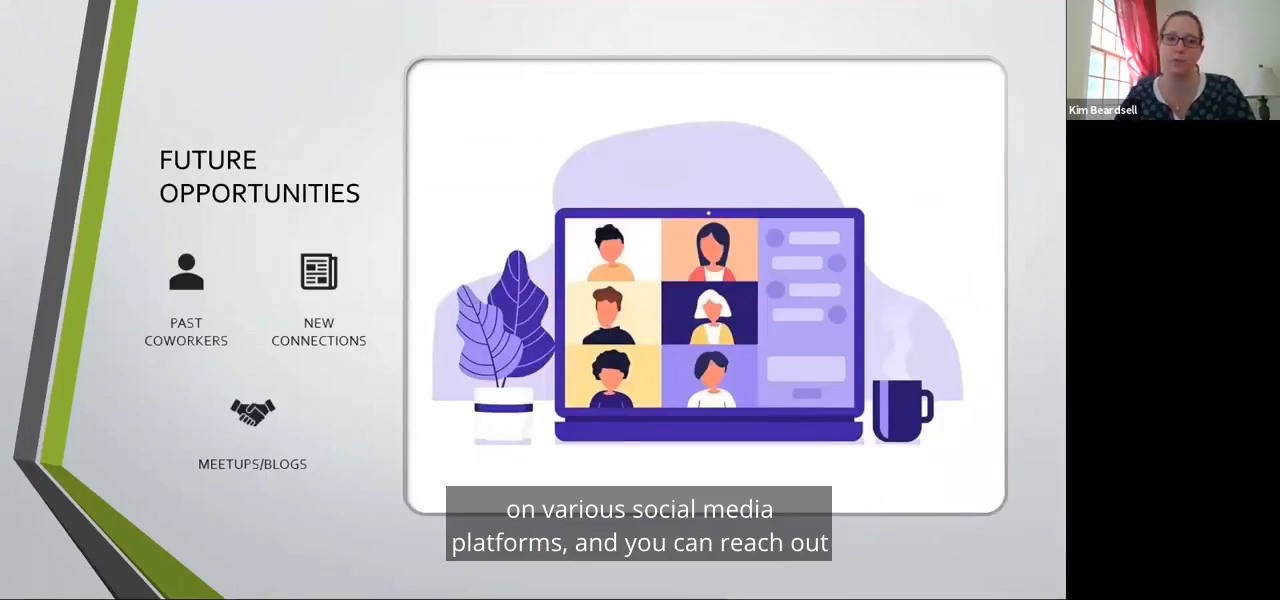 FUTURE
OPPORTUNITIES
PAST
COWORKERS
NEW
CONNECTIONS
MEETUPS/BLOGS
on various social media
platforms, and you can reach out
Kim Beardsell